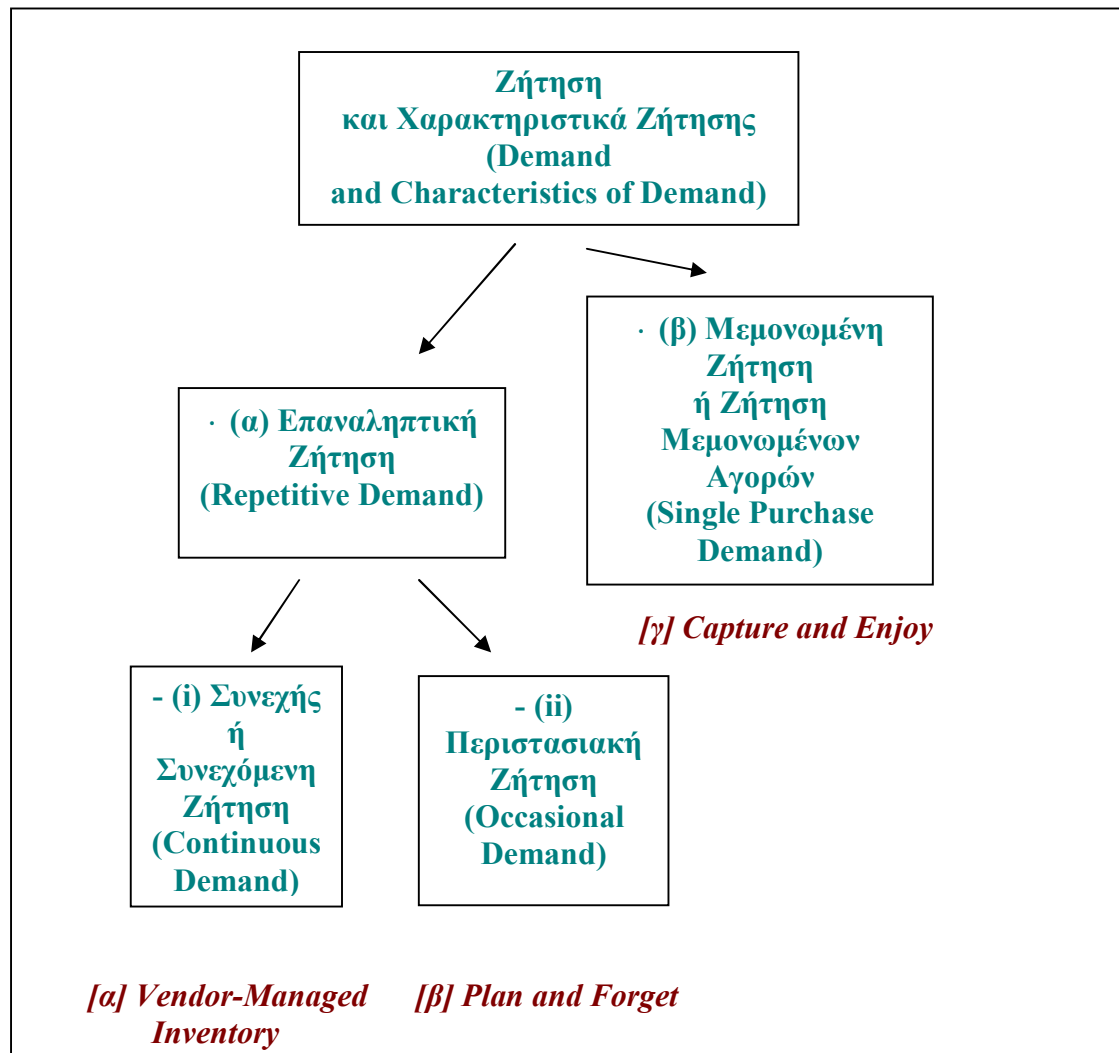 Ζήτηση
και Χαρακτηριστικά Ζήτησης
(Demand
and Characteristics of Demand)
· (α) Επαναληπτική
Ζήτηση
(Repetitive Demand)
· (β) Μεμονωμένη
Ζήτηση
ή Ζήτηση
Μεμονωμένων
Αγορών
(Single Purchase
Demand)
[γ] Capture and Enjoy
- (i) Συνεχής
ή
Συνεχόμενη
Ζήτηση
(Continuous
Demand)
- (ii)
Περιστασιακή
Ζήτηση
(Occasional
Demand)
[α] Vendor-Managed
Inventory
[β] Plan and Forget